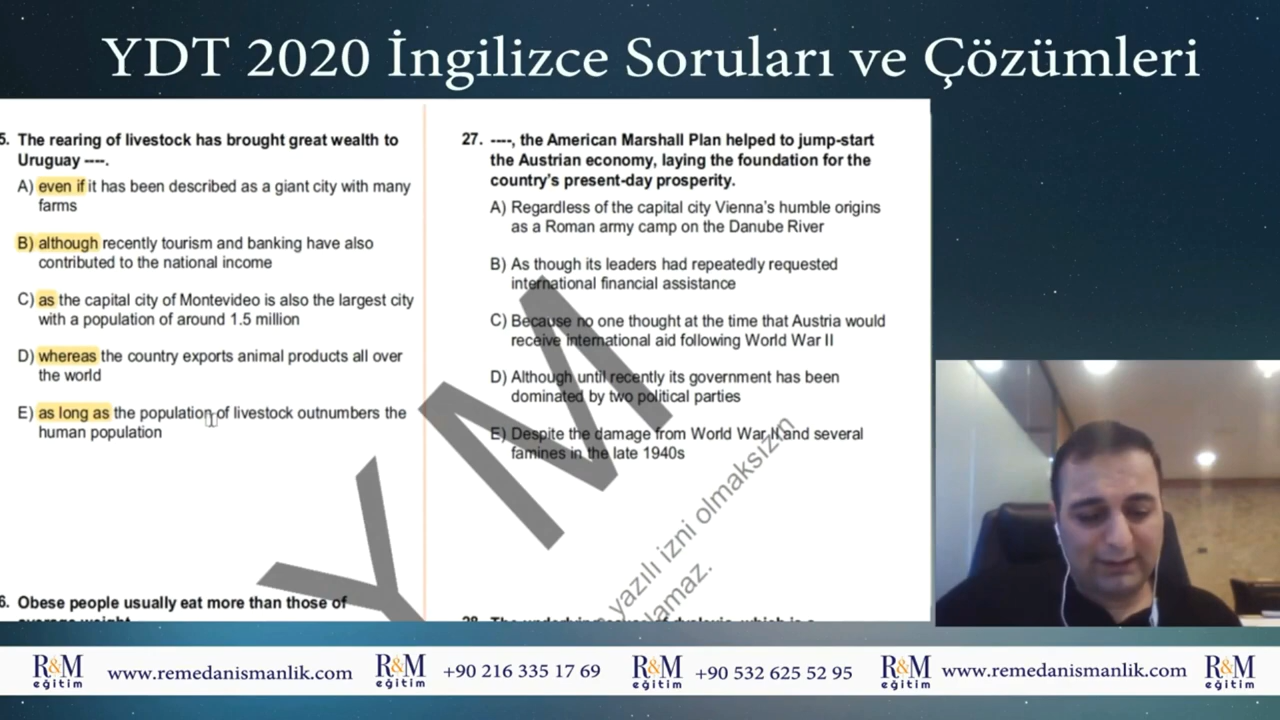 YDT 2020 İngilizce Soruları ve Çözümleri
5. The rearing of livestock has brought great wealth to
Uruguay ----.
A) even if it has been described as a giant city with many
farms
B) although recently tourism and banking have also
contributed to the national income
C) as the capital city of Montevideo is also the largest city
with a population of around 1.5 million
D) whereas the country exports animal products all over
the world
E) as long as the population of livestock outnumbers the
human population
6. Obese people usually eat more than those of
average weight
27. ----, the American Marshall Plan helped to jump-start
the Austrian economy, laying the foundation for the
country's present-day prosperity.
A) Regardless of the capital city Vienna's humble origins
as a Roman army camp on the Danube River
B) As though its leaders had repeatedly requested
international financial assistance
C) Because no one thought at the time that Austria would
receive international aid following World War II
D) Although until recently its government has been
dominated by two political parties
E) Despite the damage from World War II and several
famines in the late 1940s
YM
yazılı izni olmaksızın
lamaz.
28. The underlying
dyslexia, which is a
R&M
eğitim
www.remedanismanlik.com
R&M
eğitim
+90 216 335 17 69
R&M
eğitim
+90 532 625 52 95
R&M
eğitim
www.remedanismanlik.com
R&M
eğitim